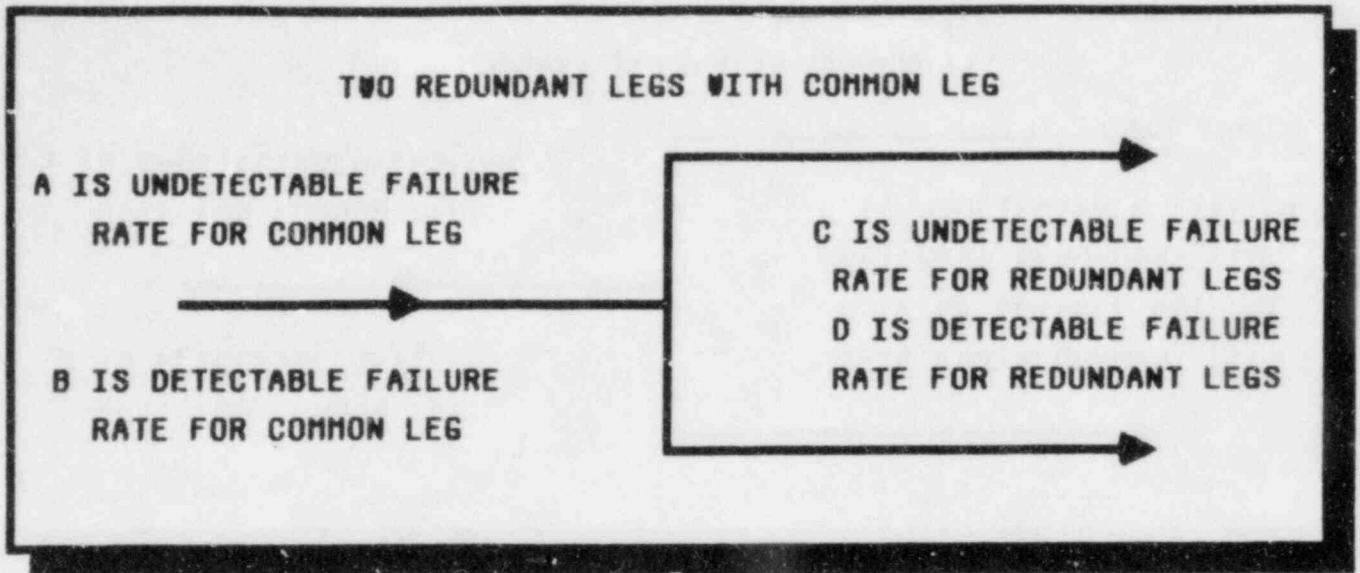 TWO REDUNDANT LEGS WITH COMMON LEG
A IS UNDETECTABLE FAILURE
RATE FOR COMMON LEG
B IS DETECTABLE FAILURE
RATE FOR COMMON LEG
C IS UNDETECTABLE FAILURE
RATE FOR REDUNDANT LEGS
D IS DETECTABLE FAILURE
RATE FOR REDUNDANT LEGS